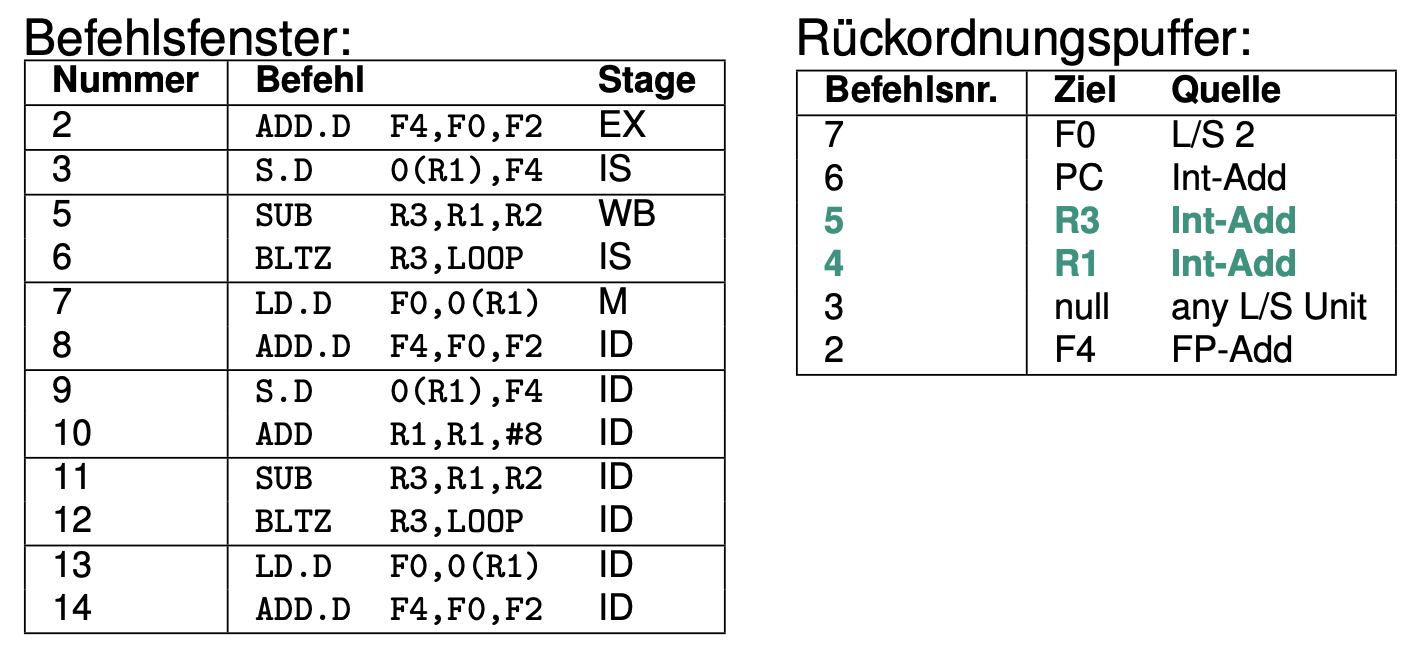 Befehlsfenster:
Nummer Befehl Stage
2 ADD.D F4,F0,F2 EX
3 S.D 0(R1),F4 IS
5 SUB R3,R1,R2 WB
6 BLTZ R3,LOOP IS
7 LD.D F0,0(R1) M
8 ADD.D F4,F0,F2 ID
9 S.D 0(R1),F4 ID
10 ADD R1,R1,#8 ID
11 SUB R3,R1,R2 ID
12 BLTZ R3,LOOP ID
13 LD.D F0,0(R1) ID
14 ADD.D F4,F0,F2 ID
Rückordnungspuffer:
Befehlsnr. Ziel Quelle
7 F0 L/S 2
6 PC Int-Add
5 R3 Int-Add
4 R1 Int-Add
3 null any L/S Unit
2 F4 FP-Add